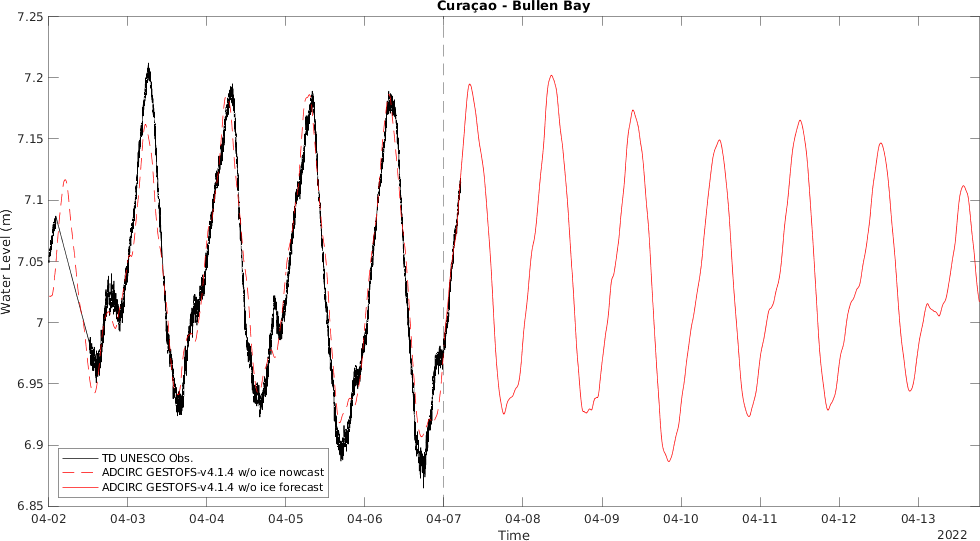 Curaçao - Bullen Bay
Water Level (m)
7.25
7.2
7.15
7.1
7.05
7
6.95
6.9
6.85
TD UNESCO Obs.
ADCIRC GESTOFS-v4.1.4 w/o ice nowcast
ADCIRC GESTOFS-v4.1.4 w/o ice forecast
04-02 04-03 04-04 04-05 04-06 04-07 04-08 04-09 04-10 04-11 04-12 04-13
Time
2022